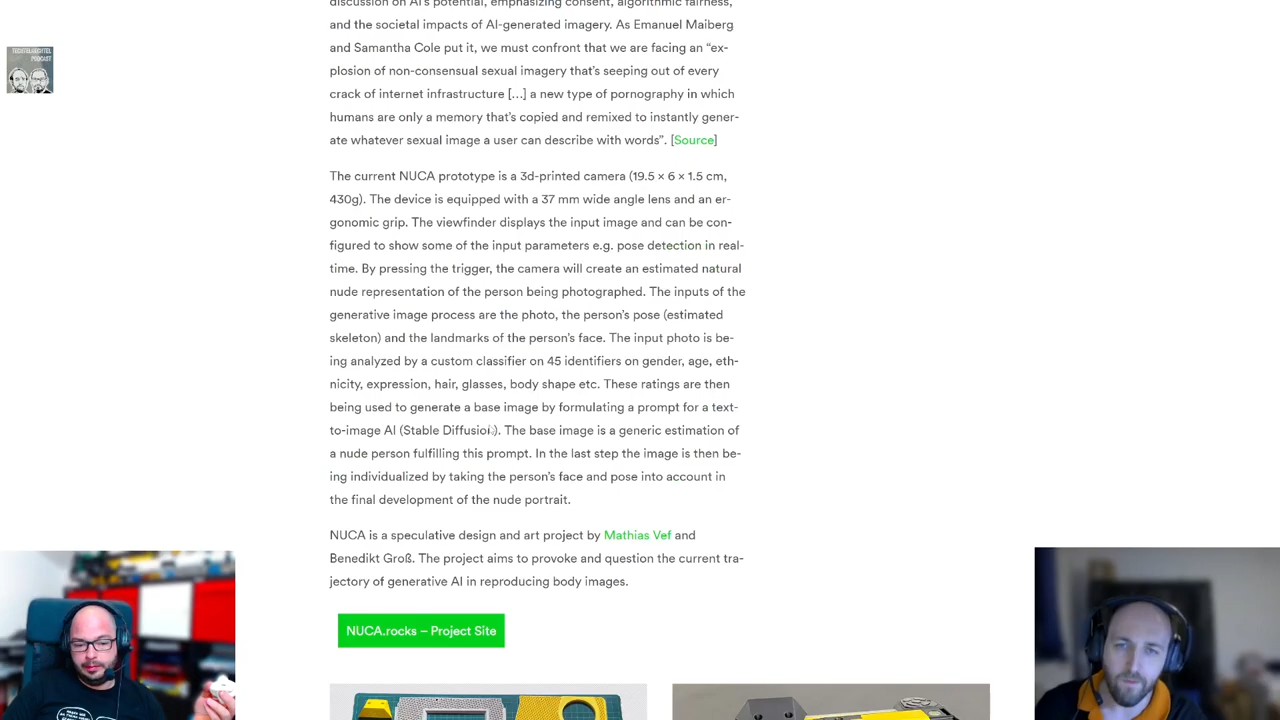 discussion on AI's potential, emphasizing consent, algorithmic fairness,
and the societal impacts of AI-generated imagery. As Emanuel Maiberg
and Samantha Cole put it, we must confront that we are facing an “ex-
plosion of non-consensual sexual imagery that’s seeping out of every
crack of internet infrastructure […] a new type of pornography in which
humans are only a memory that’s copied and remixed to instantly gener-
ate whatever sexual image a user can describe with words”. [Source]
The current NUCA prototype is a 3d-printed camera (19.5 × 6 × 1.5 cm,
430g). The device is equipped with a 37 mm wide angle lens and an er-
gonomic grip. The viewfinder displays the input image and can be con-
figured to show some of the input parameters e.g. pose detection in real-
time. By pressing the trigger, the camera will create an estimated natural
nude representation of the person being photographed. The inputs of the
generative image process are the photo, the person’s pose (estimated
skeleton) and the landmarks of the person’s face. The input photo is be-
ing analyzed by a custom classifier on 45 identifiers on gender, age, eth-
nicity, expression, hair, glasses, body shape etc. These ratings are then
being used to generate a base image by formulating a prompt for a text-
to-image AI (Stable Diffusion). The base image is a generic estimation of
a nude person fulfilling this prompt. In the last step the image is then be-
ing individualized by taking the person’s face and pose into account in
the final development of the nude portrait.
NUCA is a speculative design and art project by Mathias Vef and
Benedikt Groß. The project aims to provoke and question the current tra-
jectory of generative AI in reproducing body images.
NUCA.rocks – Project Site
TECHTELMECHTEL
PODCAST